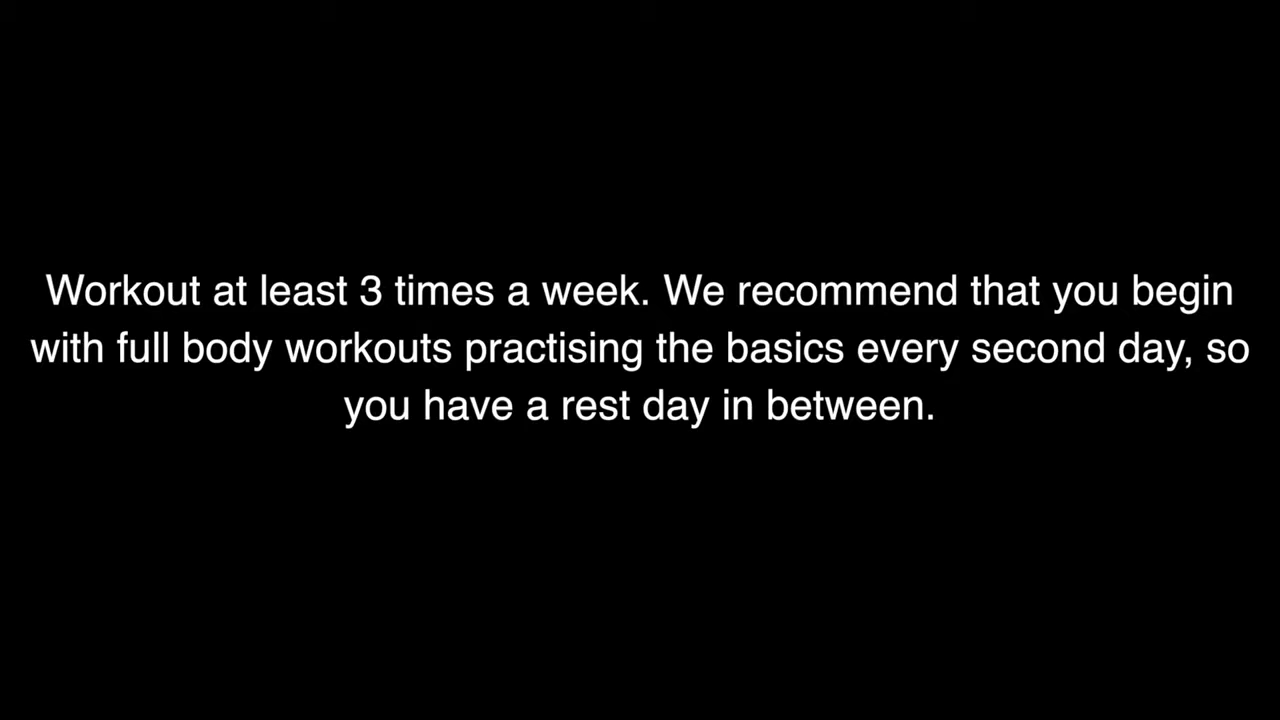 Workout at least 3 times a week. We recommend that you begin
with full body workouts practising the basics every second day, so
you have a rest day in between.